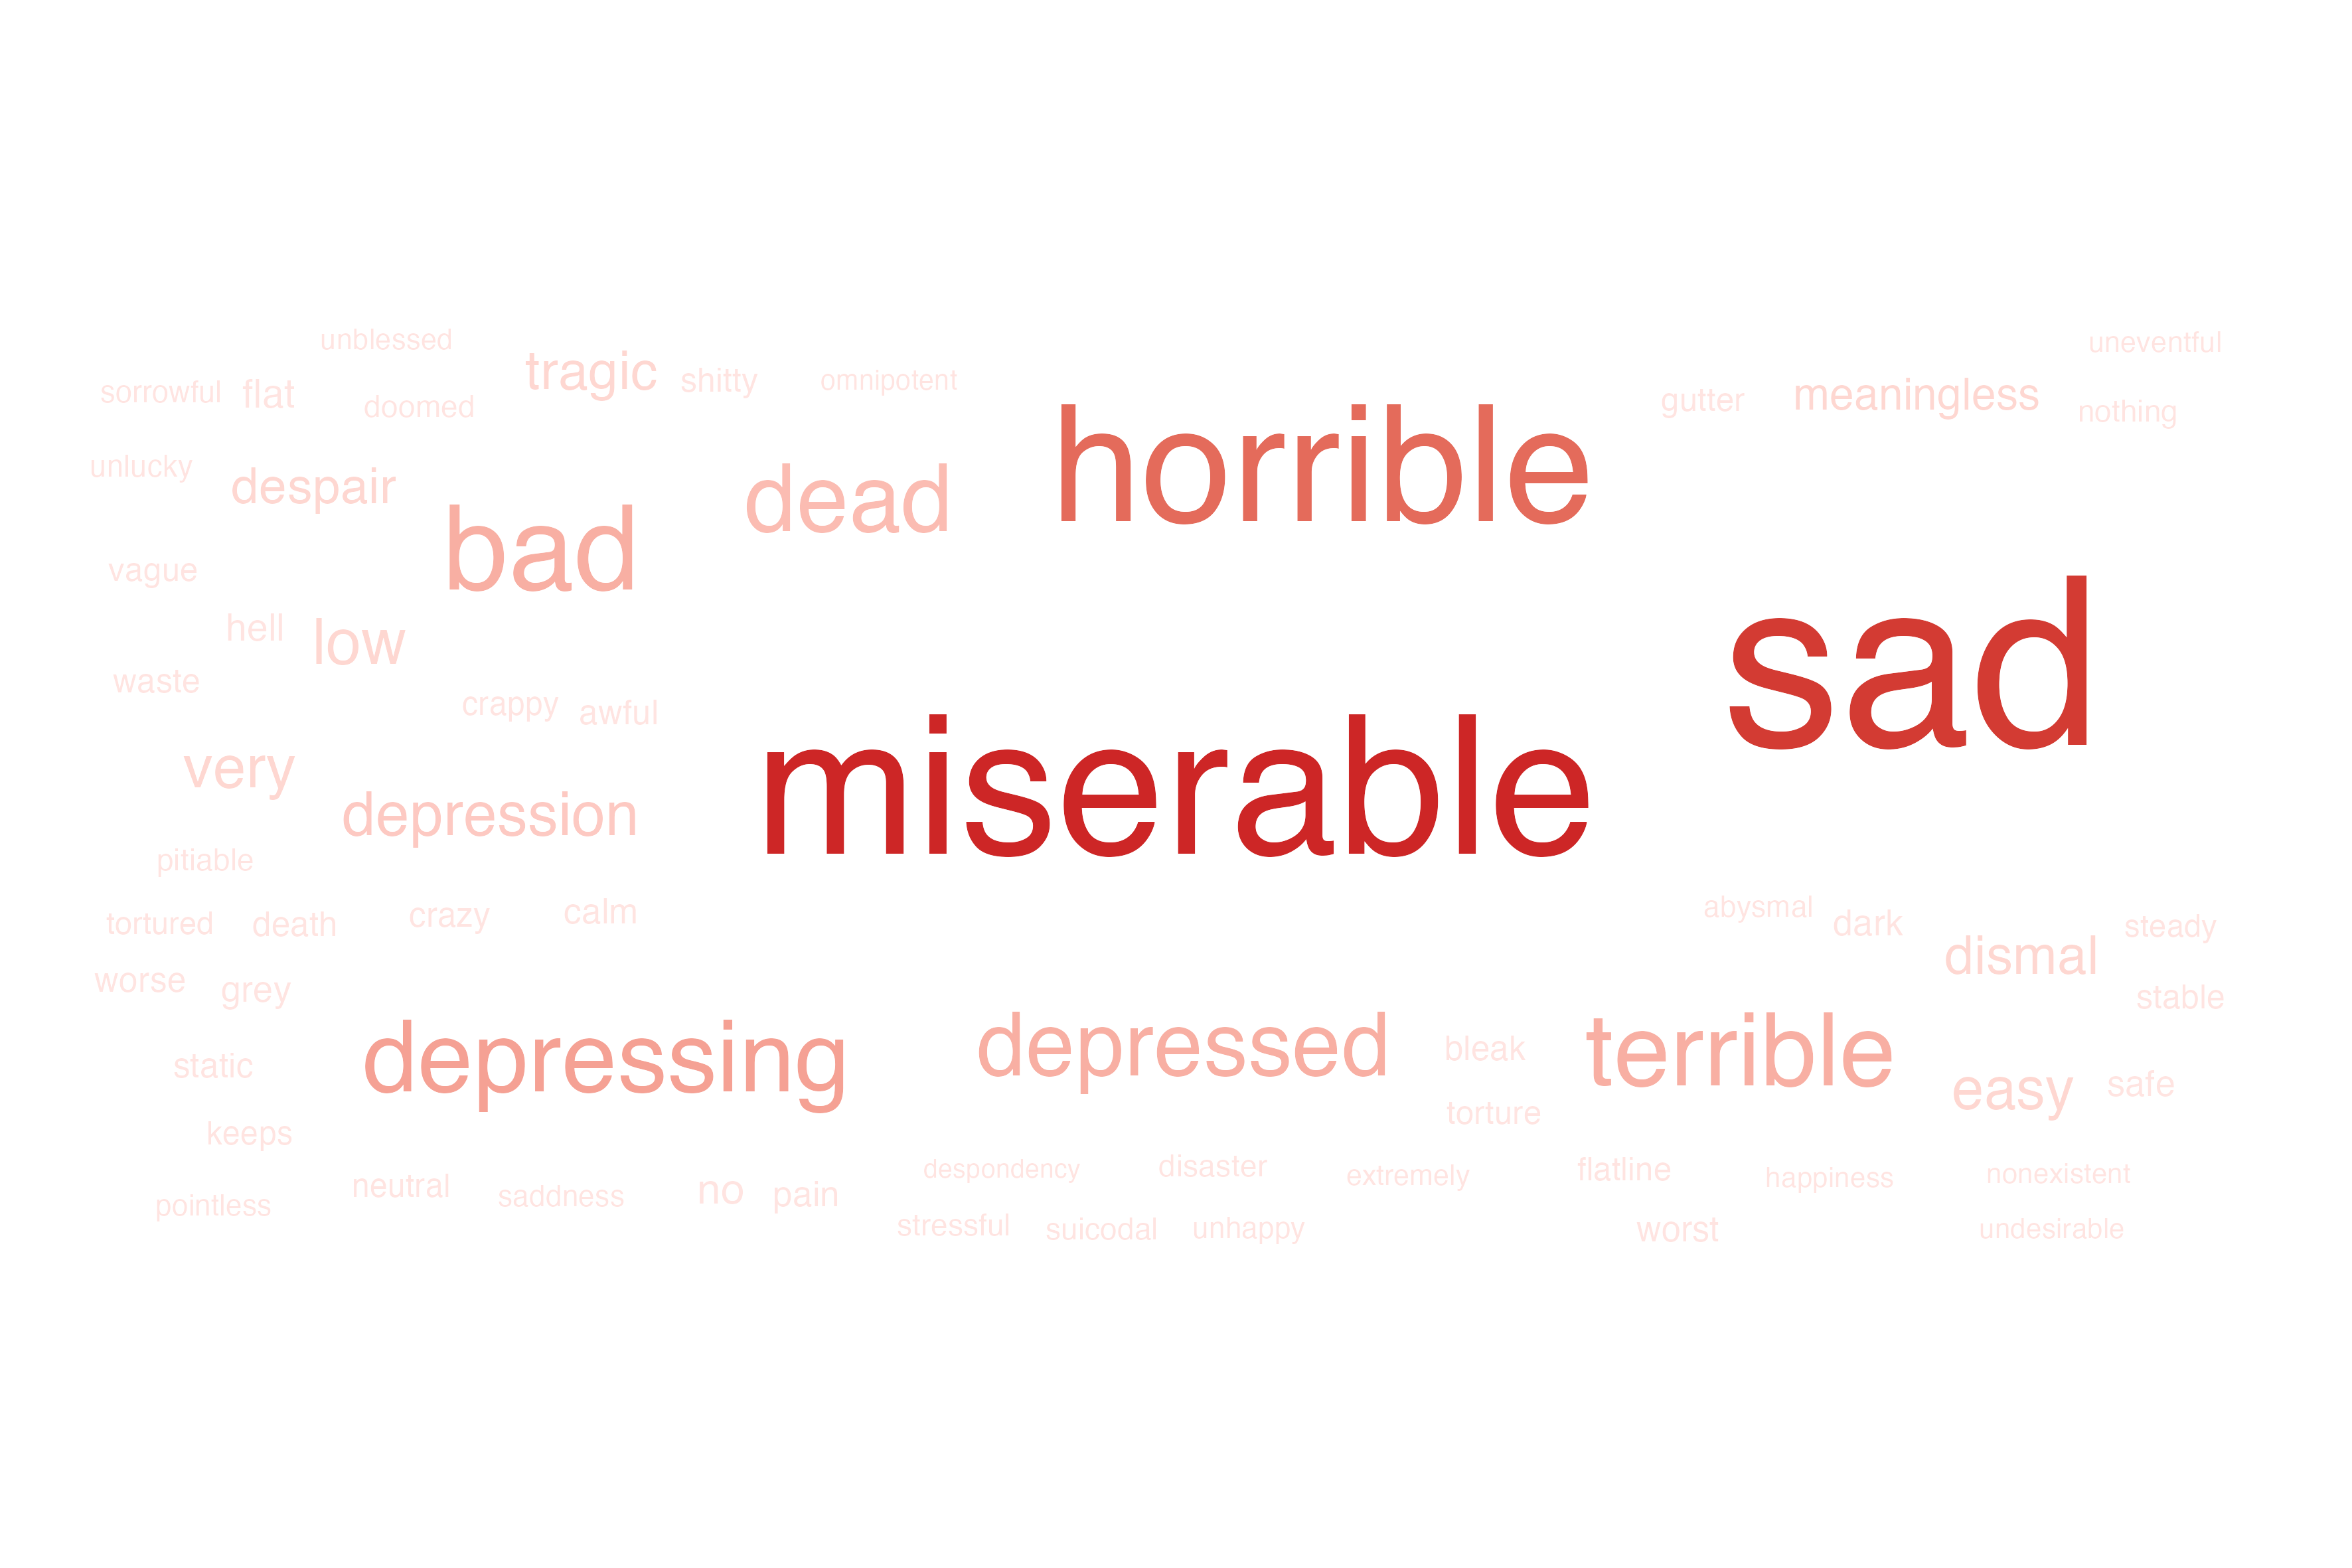 unblessed
uneventful
tragic
shitty
omnipotent
sorrowful
flat
doomed
gutter
meaningless
nothing
horrible
unlucky
despair
dead
bad
vague
hell
low
sad
waste
crappy
awful
very
miserable
depression
pitiable
tortured
death
crazy
calm
abysmal
dark
steady
worse
grey
dismal
stable
static
depressing
depressed
bleak
terrible
easy
safe
torture
keeps
pointless
neutral
saddness
no
pain
despondency
disaster
extremely
flatline
happiness
nonexistent
stressful
suicodal
unhappy
worst
undesirable